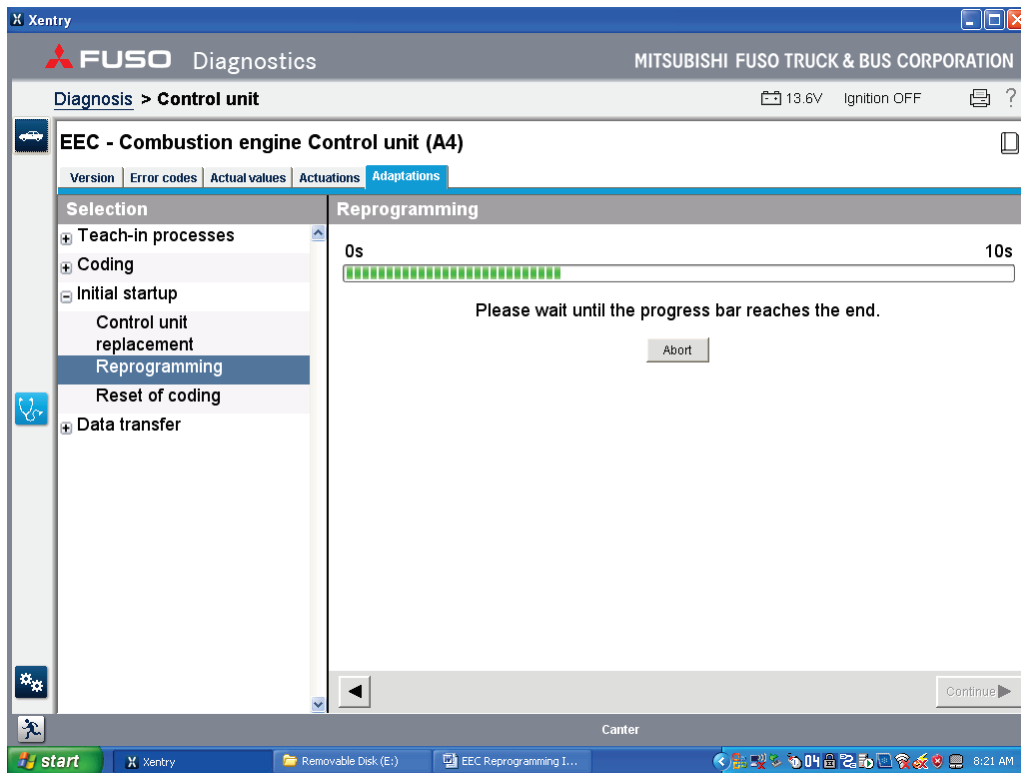 Xentry
FUSO Diagnostics
MITSUBISHI FUSO TRUCK & BUS CORPORATION
Diagnosis > Control unit
13.6V Ignition OFF
?
EEC - Combustion engine Control unit (A4)
Version Error codes Actual values Actuations Adaptations
Selection
Reprogramming
Teach-in processes
Coding
Initial startup
Control unit
replacement
Reprogramming
Reset of coding
Data transfer
0s 10s
Please wait until the progress bar reaches the end.
Abort
Continue
Canter
start Xentry Removable Disk (E:) EEC Reprogramming I... 04 8:21 AM